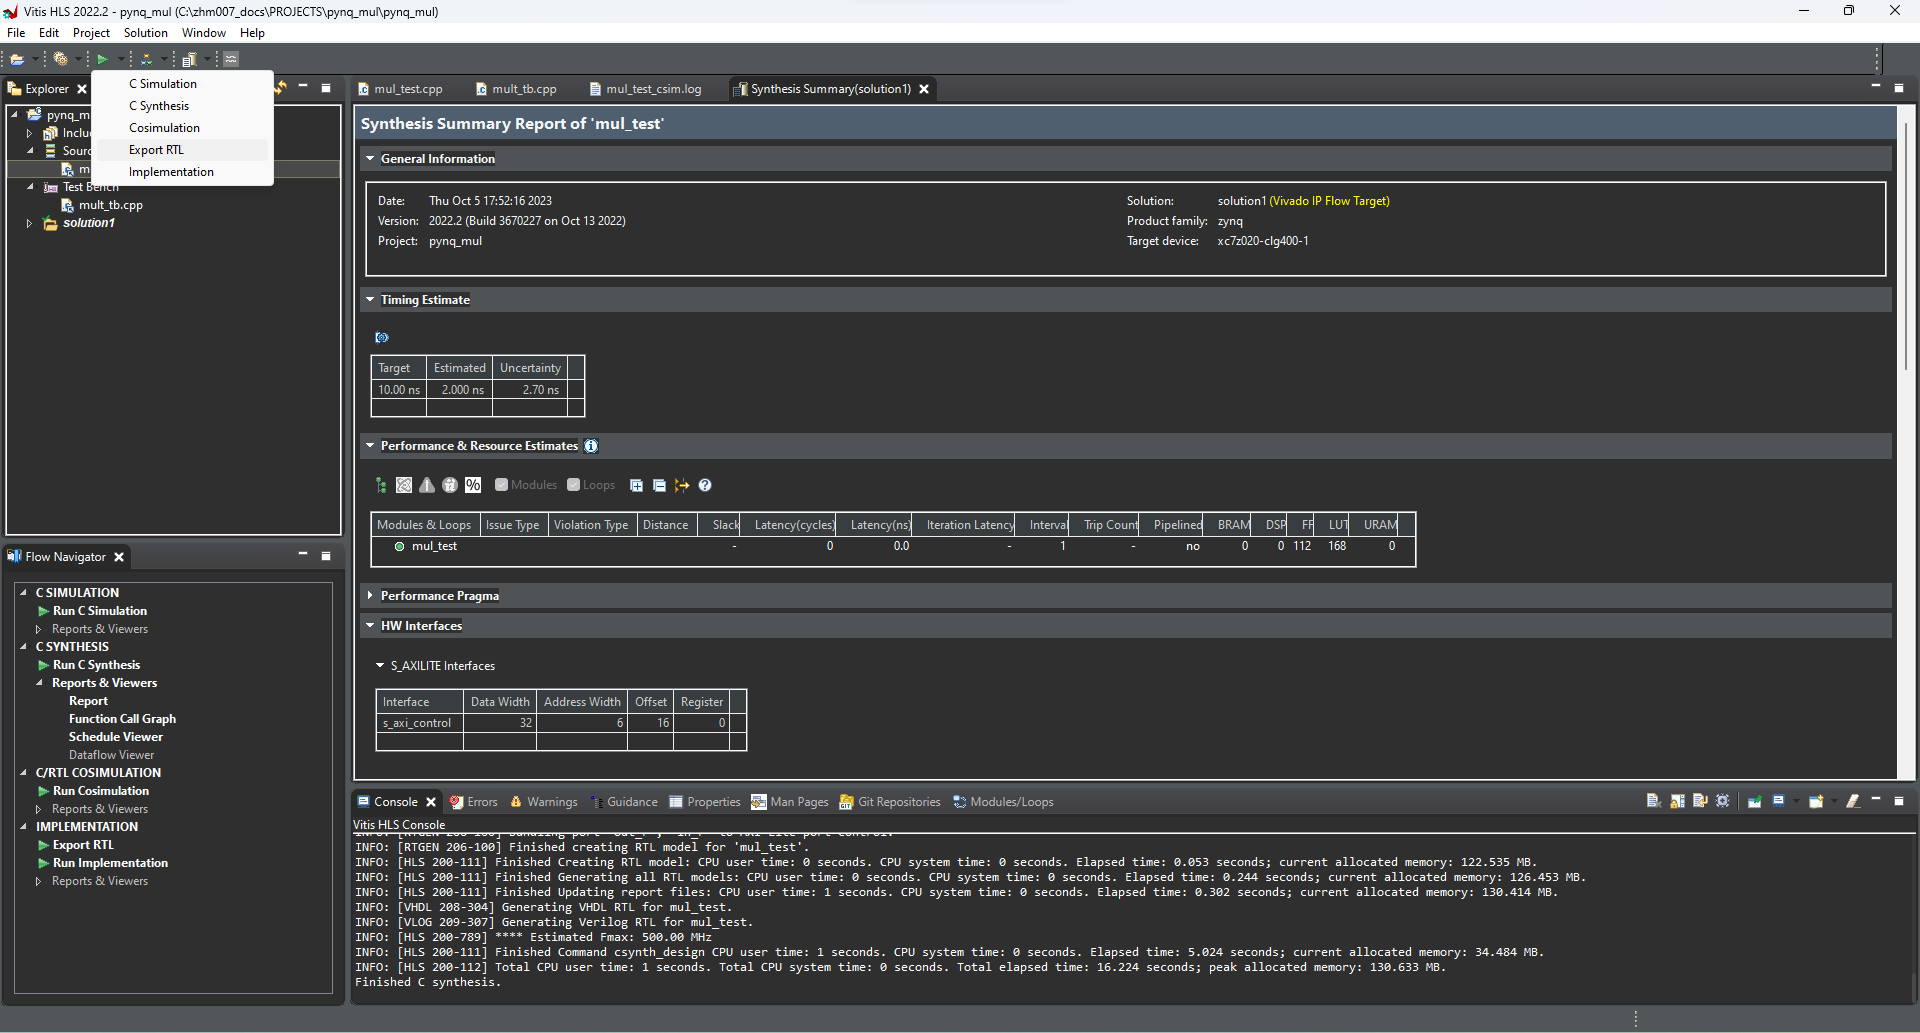 Vitis HLS 2022.2 - pynq_mul (C:\zhm007_docs\PROJECTS\pynq_mul\pynq_mul)
File Edit Project Solution Window Help
Explorer
C Simulation
C Synthesis
Cosimulation
Export RTL
Implementation
pynq_m
Inclu
Sourc
m
Test Bench
mult_tb.cpp
solution1
mul_test.cpp mult_tb.cpp mul_test_csim.log Synthesis Summary(solution1)
Synthesis Summary Report of 'mul_test'
General Information
Date: Thu Oct 5 17:52:16 2023
Version: 2022.2 (Build 3670227 on Oct 13 2022)
Project: pynq_mul
Solution: solution1 (Vivado IP Flow Target)
Product family: zynq
Target device: xc7z020-clg400-1
Timing Estimate
Target Estimated Uncertainty
10.00 ns 2.000 ns 2.70 ns
Performance & Resource Estimates
% Modules Loops
Modules & Loops Issue Type Violation Type Distance Slack Latency(cycles) Latency(ns) Iteration Latency Interval Trip Count Pipelined BRAM DSP FF LUT URAM
mul_test - 0 0.0 - 1 - no 0 0 112 168 0
Performance Pragma
HW Interfaces
S_AXILITE Interfaces
Interface Data Width Address Width Offset Register
s_axi_control 32 6 16 0
Flow Navigator
C SIMULATION
Run C Simulation
Reports & Viewers
C SYNTHESIS
Run C Synthesis
Reports & Viewers
Report
Function Call Graph
Schedule Viewer
Dataflow Viewer
C/RTL COSIMULATION
Run Cosimulation
Reports & Viewers
IMPLEMENTATION
Export RTL
Run Implementation
Reports & Viewers
Console Errors Warnings Guidance Properties Man Pages Git Repositories Modules/Loops
Vitis HLS Console
INFO: [RTGEN 206-100] Finished creating RTL model for 'mul_test'.
INFO: [HLS 200-111] Finished Creating RTL model: CPU user time: 0 seconds. CPU system time: 0 seconds. Elapsed time: 0.053 seconds; current allocated memory: 122.535 MB.
INFO: [HLS 200-111] Finished Generating all RTL models: CPU user time: 0 seconds. CPU system time: 0 seconds. Elapsed time: 0.244 seconds; current allocated memory: 126.453 MB.
INFO: [HLS 200-111] Finished Updating report files: CPU user time: 1 seconds. CPU system time: 0 seconds. Elapsed time: 0.302 seconds; current allocated memory: 130.414 MB.
INFO: [VHDL 208-304] Generating VHDL RTL for mul_test.
INFO: [VLOG 209-307] Generating Verilog RTL for mul_test.
INFO: [HLS 200-789] **** Estimated Fmax: 500.00 MHz
INFO: [HLS 200-111] Finished Command csynth_design CPU user time: 1 seconds. CPU system time: 0 seconds. Elapsed time: 5.024 seconds; current allocated memory: 34.484 MB.
INFO: [HLS 200-112] Total CPU user time: 1 seconds. Total CPU system time: 0 seconds. Total elapsed time: 16.224 seconds; peak allocated memory: 130.633 MB.
Finished C synthesis.